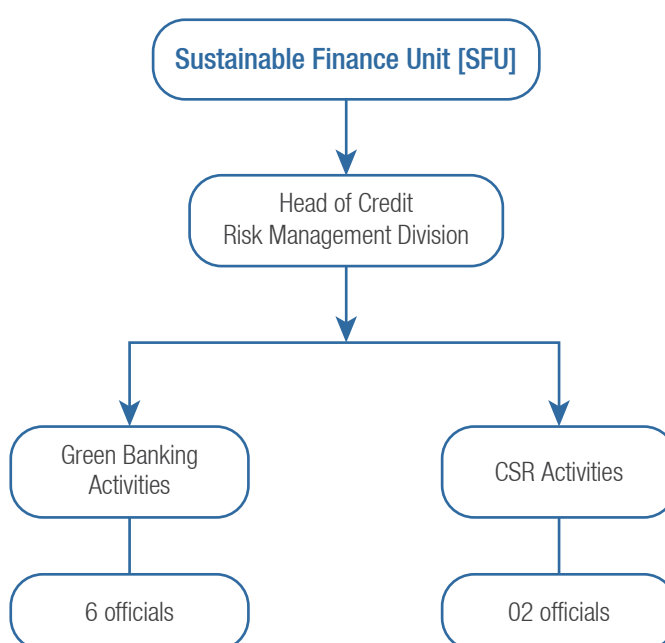 Sustainable Finance Unit [SFU]
Head of Credit
Risk Management Division
Green Banking
Activities
CSR Activities
6 officials
02 officials